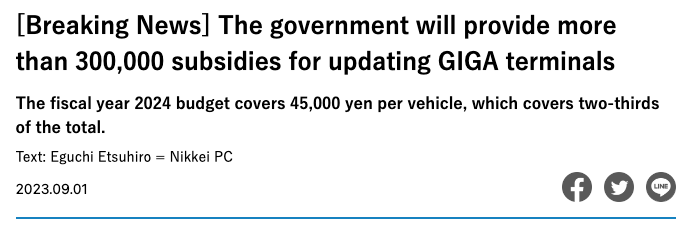 [Breaking News] The government will provide more
than 300,000 subsidies for updating GIGA terminals
The fiscal year 2024 budget covers 45,000 yen per vehicle, which covers two-thirds
of the total.
Text: Eguchi Etsuhiro = Nikkei PC
2023.09.01
LINE